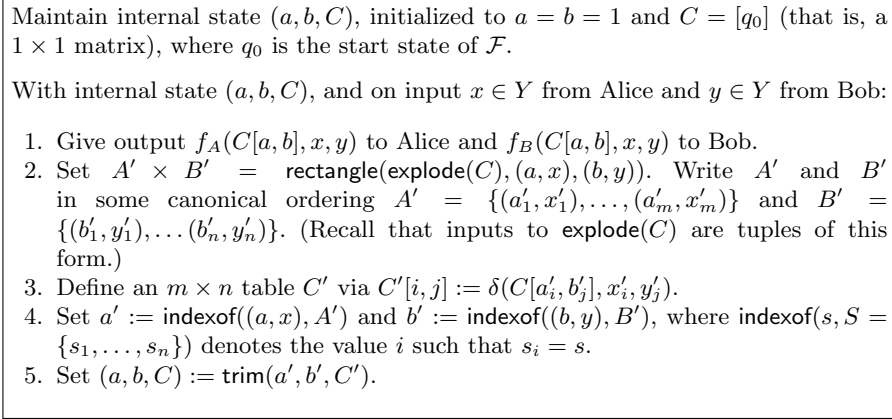 Maintain internal state (a, b, C), initialized to a = b = 1 and C = [q₀] (that is, a
1 × 1 matrix), where q₀ is the start state of 𝓕.
With internal state (a, b, C), and on input x ∈ Y from Alice and y ∈ Y from Bob:
1. Give output f_A(C[a, b], x, y) to Alice and f_B(C[a, b], x, y) to Bob.
2. Set A′ × B′ = rectangle(explode(C), (a, x), (b, y)). Write A′ and B′
in some canonical ordering A′ = {(a′₁, x′₁), . . . , (a′ₘ, x′ₘ)} and B′ =
{(b′₁, y′₁), . . . (b′ₙ, y′ₙ)}. (Recall that inputs to explode(C) are tuples of this
form.)
3. Define an m × n table C′ via C′[i, j] := δ(C[a′ᵢ, b′ⱼ], x′ᵢ, y′ⱼ).
4. Set a′ := indexof((a, x), A′) and b′ := indexof((b, y), B′), where indexof(s, S =
{s₁, . . . , sₙ}) denotes the value i such that sᵢ = s.
5. Set (a, b, C) := trim(a′, b′, C′).